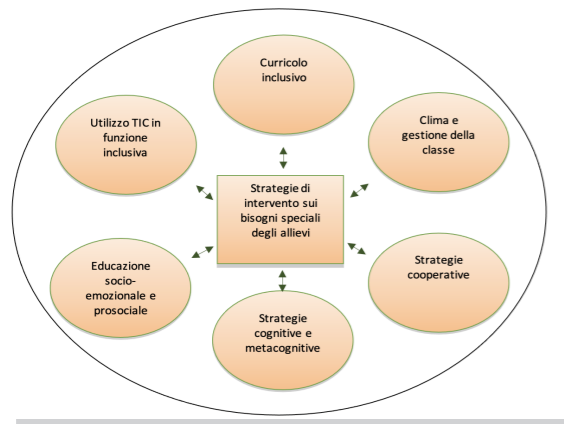 Curricolo
inclusivo
Utilizzo TIC in
funzione
inclusiva
Clima e
gestione della
classe
Strategie di
intervento sui
bisogni speciali
degli allievi
Educazione
socio-
emozionale e
prosociale
Strategie
cooperative
Strategie
cognitive e
metacognitive